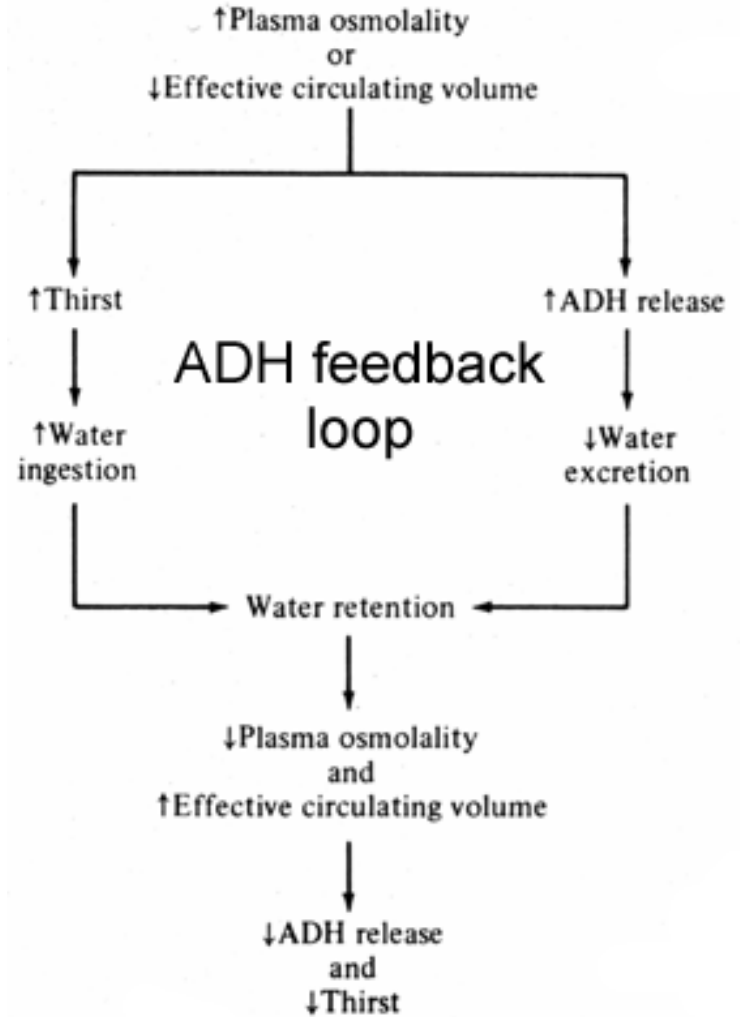 ↑Plasma osmolality
or
↓Effective circulating volume
↑Thirst
↑ADH release
ADH feedback
loop
↑Water
ingestion
↓Water
excretion
Water retention
↓Plasma osmolality
and
↑Effective circulating volume
↓ADH release
and
↓Thirst